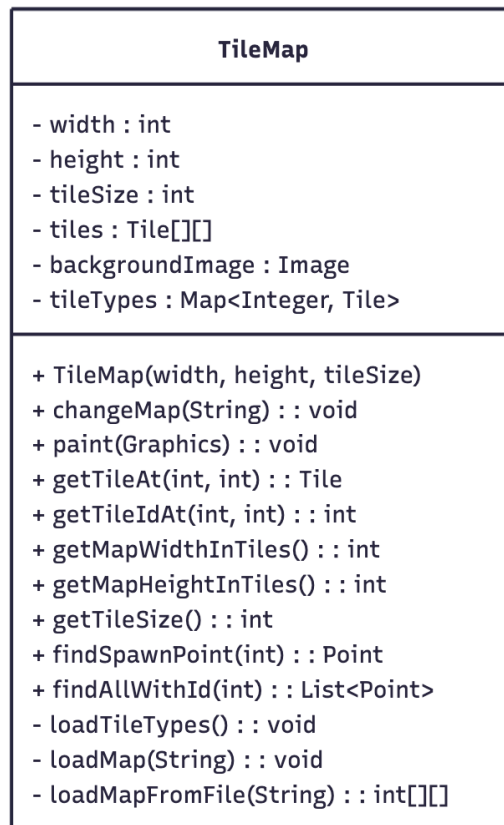 TileMap
- width : int
- height : int
- tileSize : int
- tiles : Tile[][]
- backgroundImage : Image
- tileTypes : Map<Integer, Tile>
+ TileMap(width, height, tileSize)
+ changeMap(String) : : void
+ paint(Graphics) : : void
+ getTileAt(int, int) : : Tile
+ getTileIdAt(int, int) : : int
+ getMapWidthInTiles() : : int
+ getMapHeightInTiles() : : int
+ getTileSize() : : int
+ findSpawnPoint(int) : : Point
+ findAllWithId(int) : : List<Point>
- loadTileTypes() : : void
- loadMap(String) : : void
- loadMapFromFile(String) : : int[][]